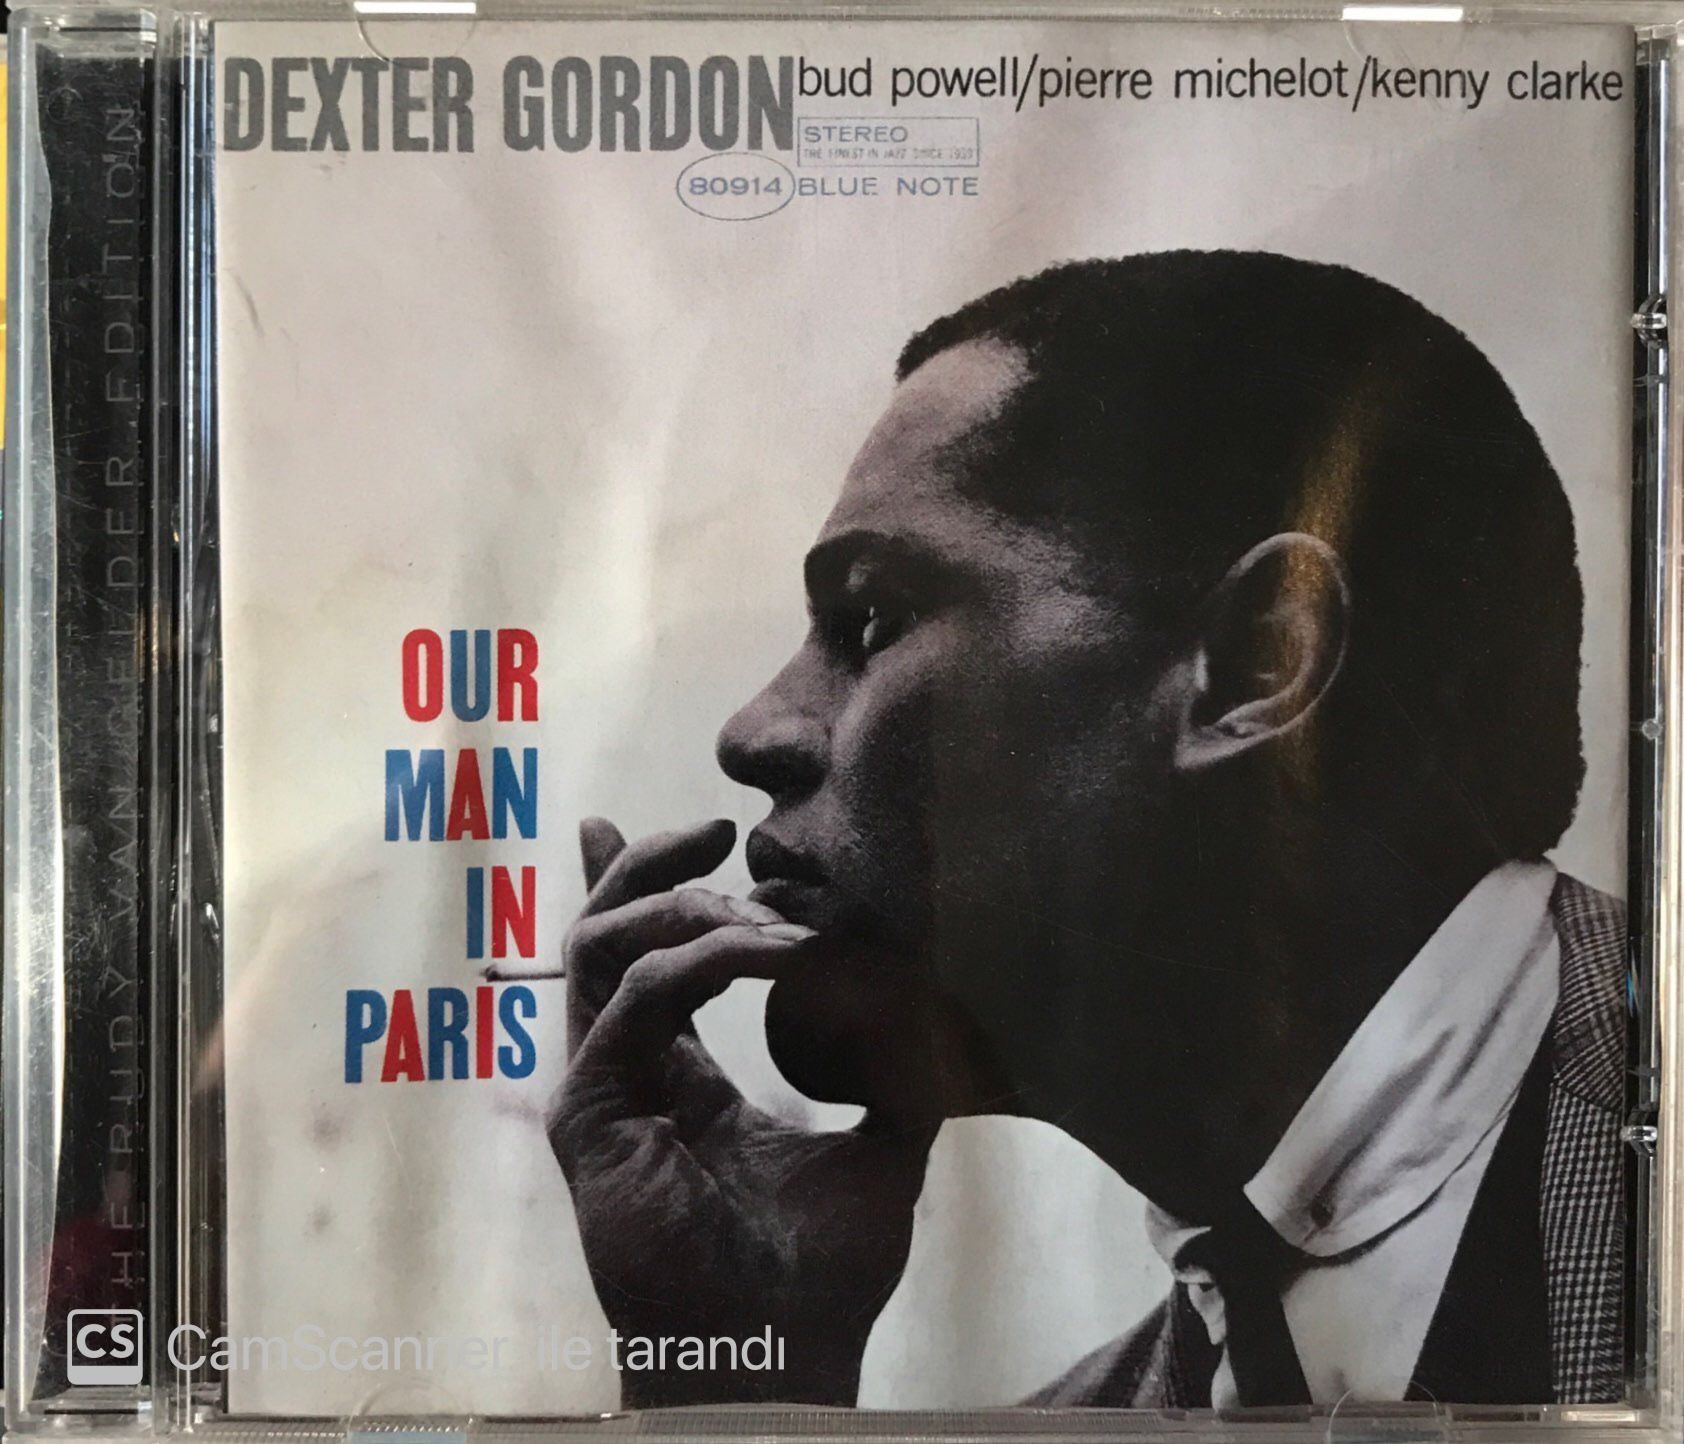 DEXTER GORDON bud powell/pierre michelot/kenny clarke
STEREO
THE FINEST IN JAZZ SINCE 1939
80914 BLUE NOTE
OUR
MAN
IN
PARIS
THE RUDY VAN GELDER EDITION
CS CamScanner ile tarandı